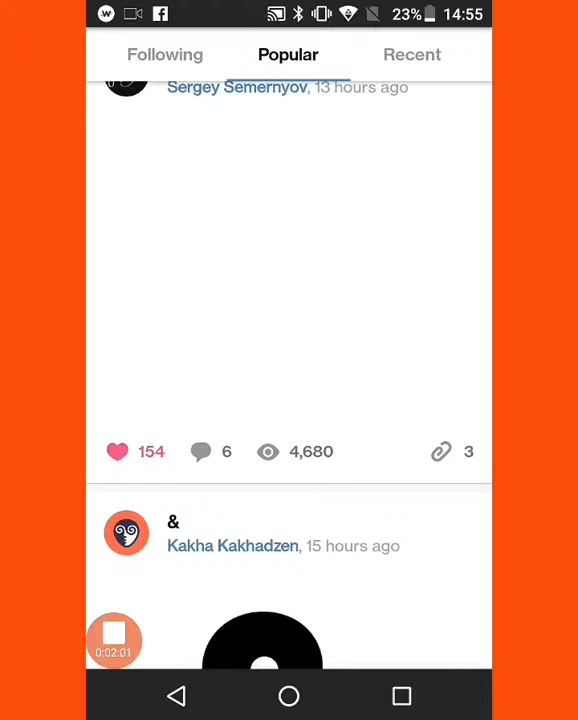 23% 14:55
Following Popular Recent
Sergey Semernyov, 13 hours ago
154 6 4,680 3
&
Kakha Kakhadzen, 15 hours ago
0:02:01